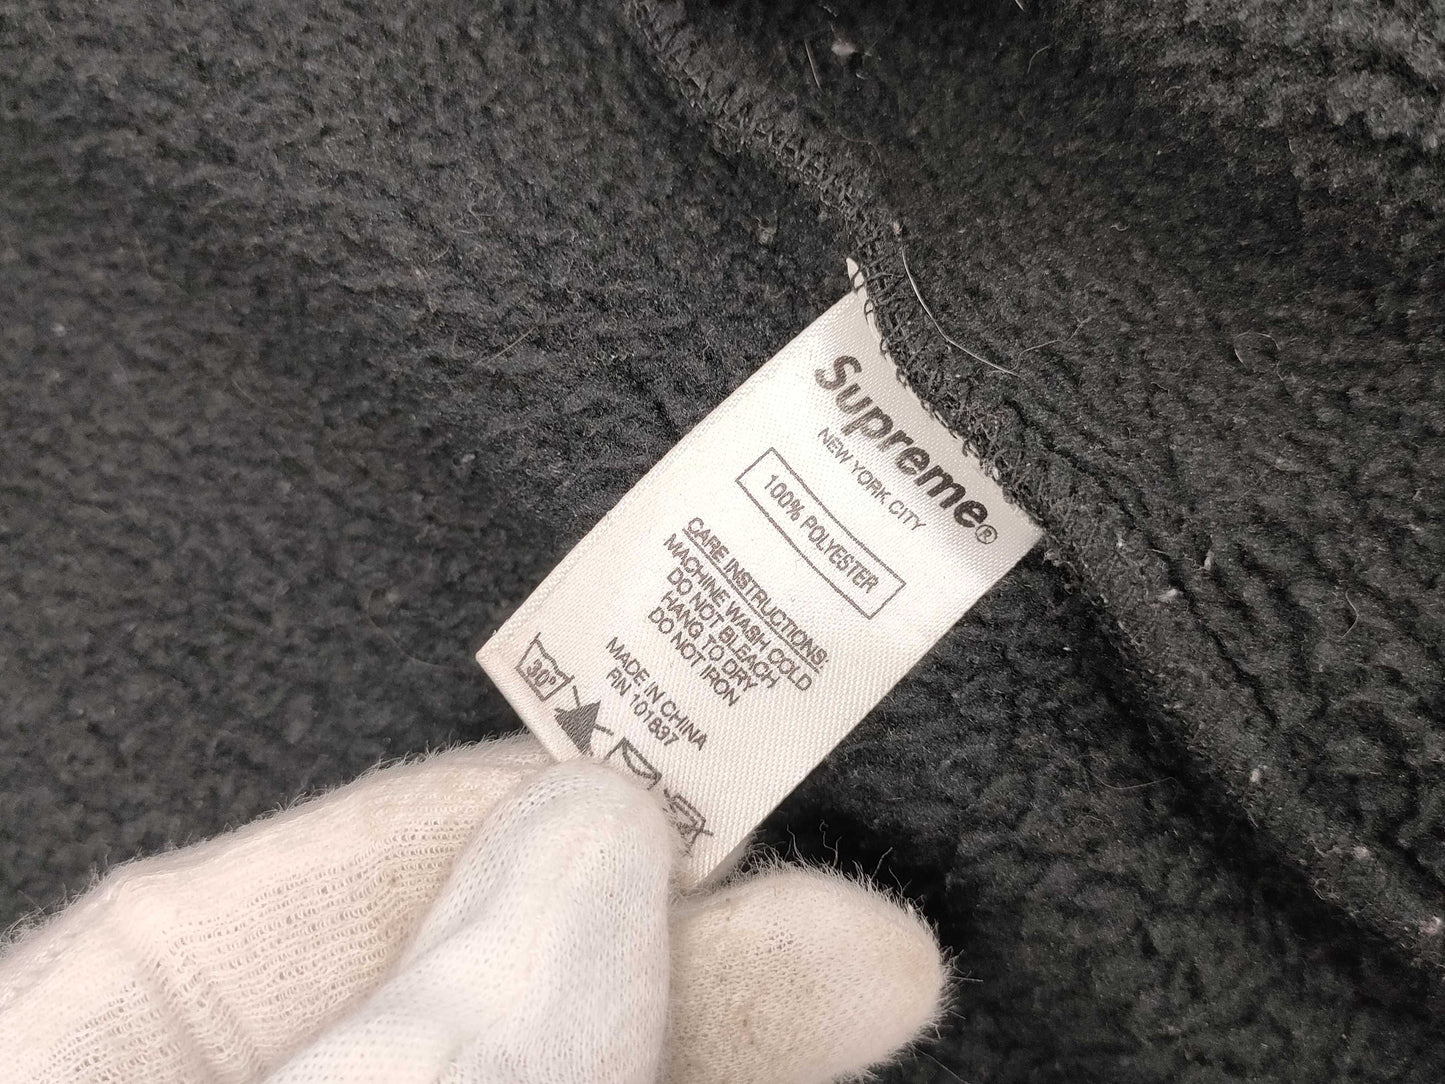 Supreme®
NEW YORK CITY
100% POLYESTER
CARE INSTRUCTIONS:
MACHINE WASH COLD
DO NOT BLEACH
HANG TO DRY
DO NOT IRON
MADE IN CHINA
RN 101837
30°